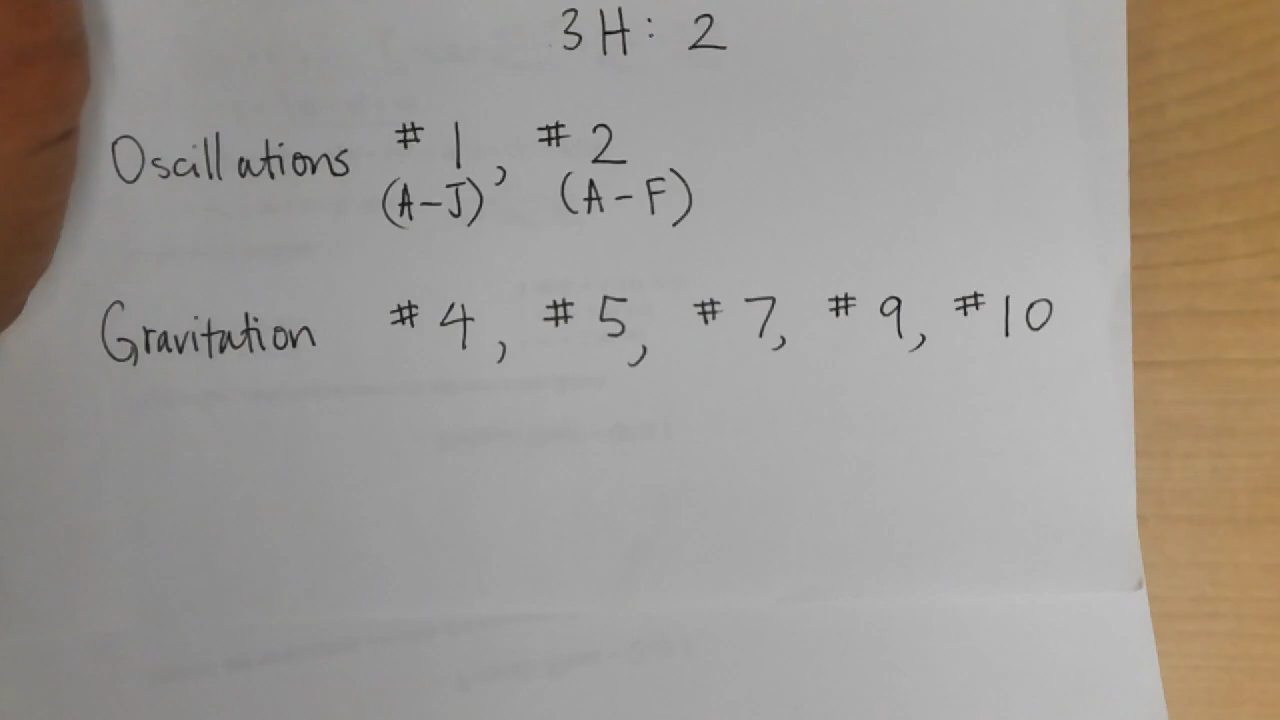 3H: 2
Oscillations #1, #2
(A-J) (A-F)
Gravitation #4, #5, #7, #9, #10